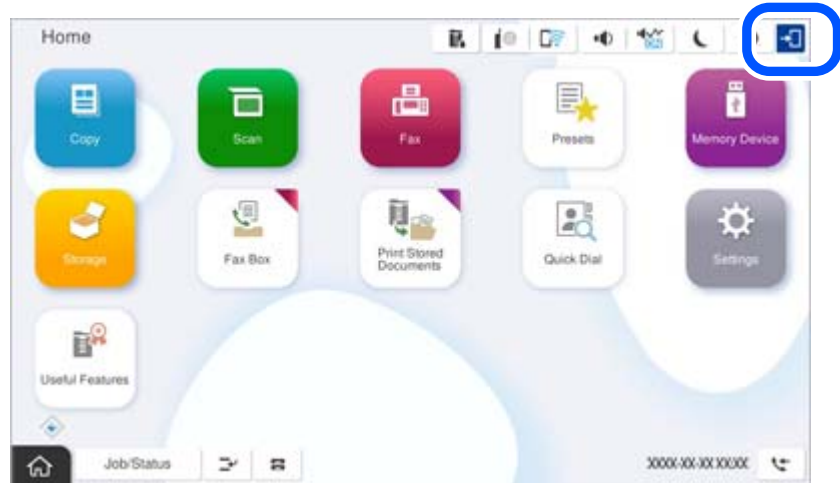 Home
Copy
Scan
Fax
Presets
Memory Device
Storage
Fax Box
Print Stored
Documents
Quick Dial
Settings
Useful Features
Job/Status
XXXX-XX-XX XX:XX